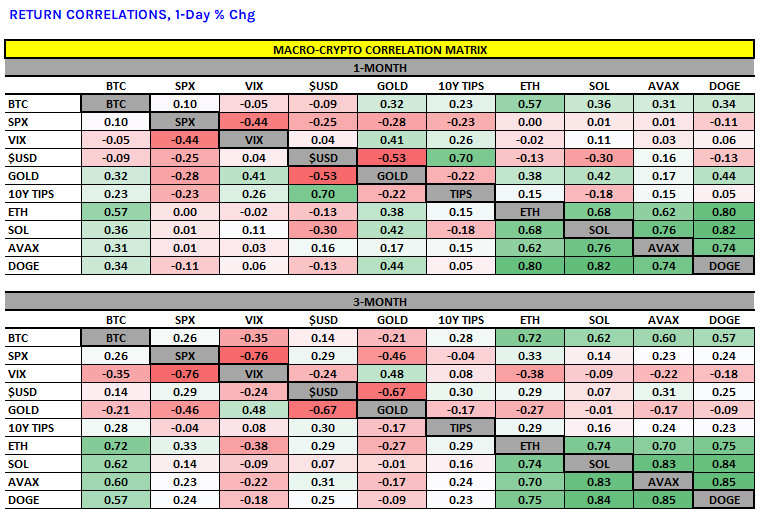 RETURN CORRELATIONS, 1-Day % Chg
MACRO-CRYPTO CORRELATION MATRIX
1-MONTH
BTC SPX VIX $USD GOLD 10Y TIPS ETH SOL AVAX DOGE
BTC BTC 0.10 -0.05 -0.09 0.32 0.23 0.57 0.36 0.31 0.34
SPX 0.10 SPX -0.44 -0.25 -0.28 -0.23 0.00 0.01 0.01 -0.11
VIX -0.05 -0.44 VIX 0.04 0.41 0.26 -0.02 0.11 0.03 0.06
$USD -0.09 -0.25 0.04 $USD -0.53 0.70 -0.13 -0.30 0.16 -0.13
GOLD 0.32 -0.28 0.41 -0.53 GOLD -0.22 0.38 0.42 0.17 0.44
10Y TIPS 0.23 -0.23 0.26 0.70 -0.22 TIPS 0.15 -0.18 0.15 0.05
ETH 0.57 0.00 -0.02 -0.13 0.38 0.15 ETH 0.68 0.62 0.80
SOL 0.36 0.01 0.11 -0.30 0.42 -0.18 0.68 SOL 0.76 0.82
AVAX 0.31 0.01 0.03 0.16 0.17 0.15 0.62 0.76 AVAX 0.74
DOGE 0.34 -0.11 0.06 -0.13 0.44 0.05 0.80 0.82 0.74 DOGE
3-MONTH
BTC SPX VIX $USD GOLD 10Y TIPS ETH SOL AVAX DOGE
BTC BTC 0.26 -0.35 0.14 -0.21 0.28 0.72 0.62 0.60 0.57
SPX 0.26 SPX -0.76 0.29 -0.46 -0.04 0.33 0.14 0.23 0.24
VIX -0.35 -0.76 VIX -0.24 0.48 0.08 -0.38 -0.09 -0.22 -0.18
$USD 0.14 0.29 -0.24 $USD -0.67 0.30 0.29 0.07 0.31 0.25
GOLD -0.21 -0.46 0.48 -0.67 GOLD -0.17 -0.27 -0.01 -0.17 -0.09
10Y TIPS 0.28 -0.04 0.08 0.30 -0.17 TIPS 0.29 0.16 0.24 0.23
ETH 0.72 0.33 -0.38 0.29 -0.27 0.29 ETH 0.74 0.70 0.75
SOL 0.62 0.14 -0.09 0.07 -0.01 0.16 0.74 SOL 0.83 0.84
AVAX 0.60 0.23 -0.22 0.31 -0.17 0.24 0.70 0.83 AVAX 0.85
DOGE 0.57 0.24 -0.18 0.25 -0.09 0.23 0.75 0.84 0.85 DOGE